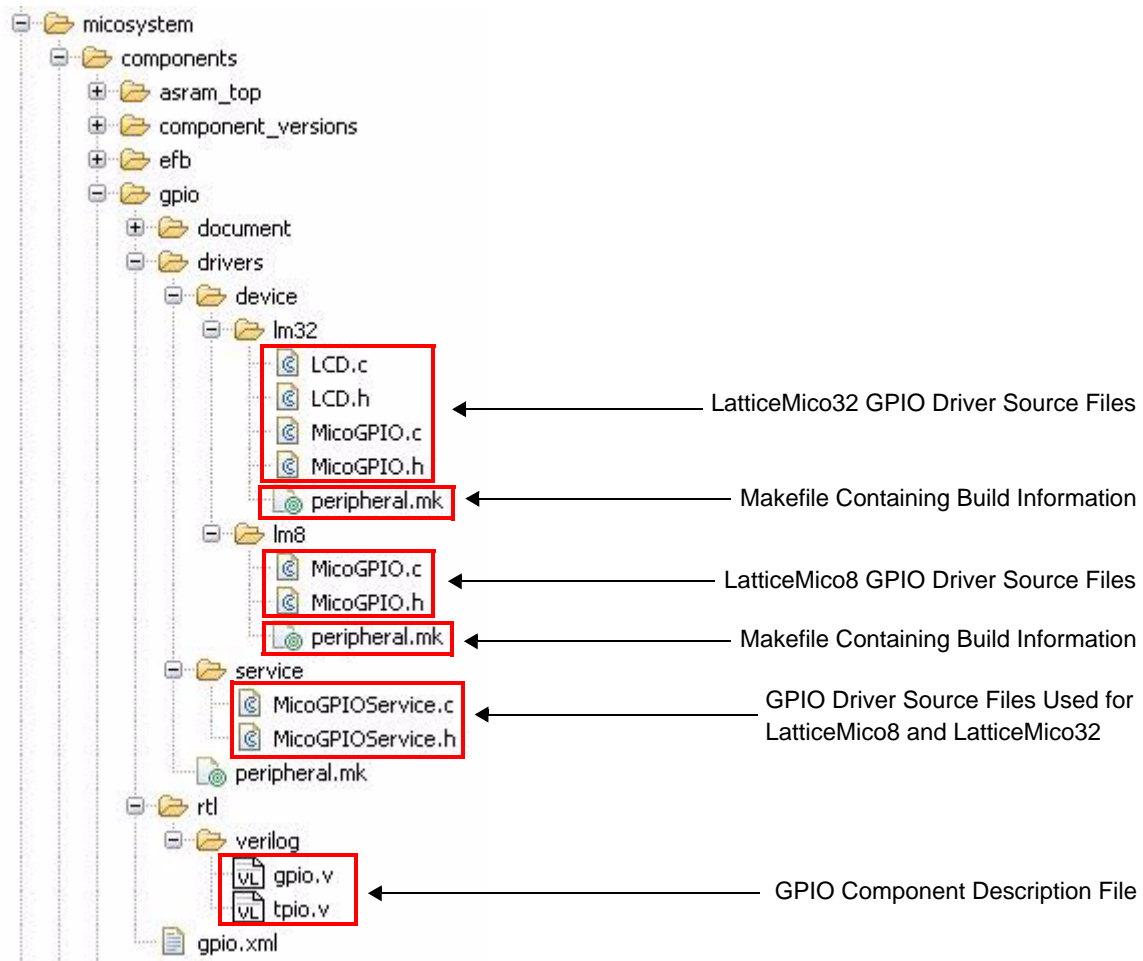 micosystem
components
asram_top
component_versions
efb
gpio
document
drivers
device
lm32
LCD.c
LCD.h
LatticeMico32 GPIO Driver Source Files
MicoGPIO.c
MicoGPIO.h
peripheral.mk
Makefile Containing Build Information
lm8
MicoGPIO.c
LatticeMico8 GPIO Driver Source Files
MicoGPIO.h
peripheral.mk
Makefile Containing Build Information
service
MicoGPIOService.c
MicoGPIOService.h
GPIO Driver Source Files Used for
LatticeMico8 and LatticeMico32
peripheral.mk
rtl
verilog
VL gpio.v
VL tpio.v
GPIO Component Description File
gpio.xml